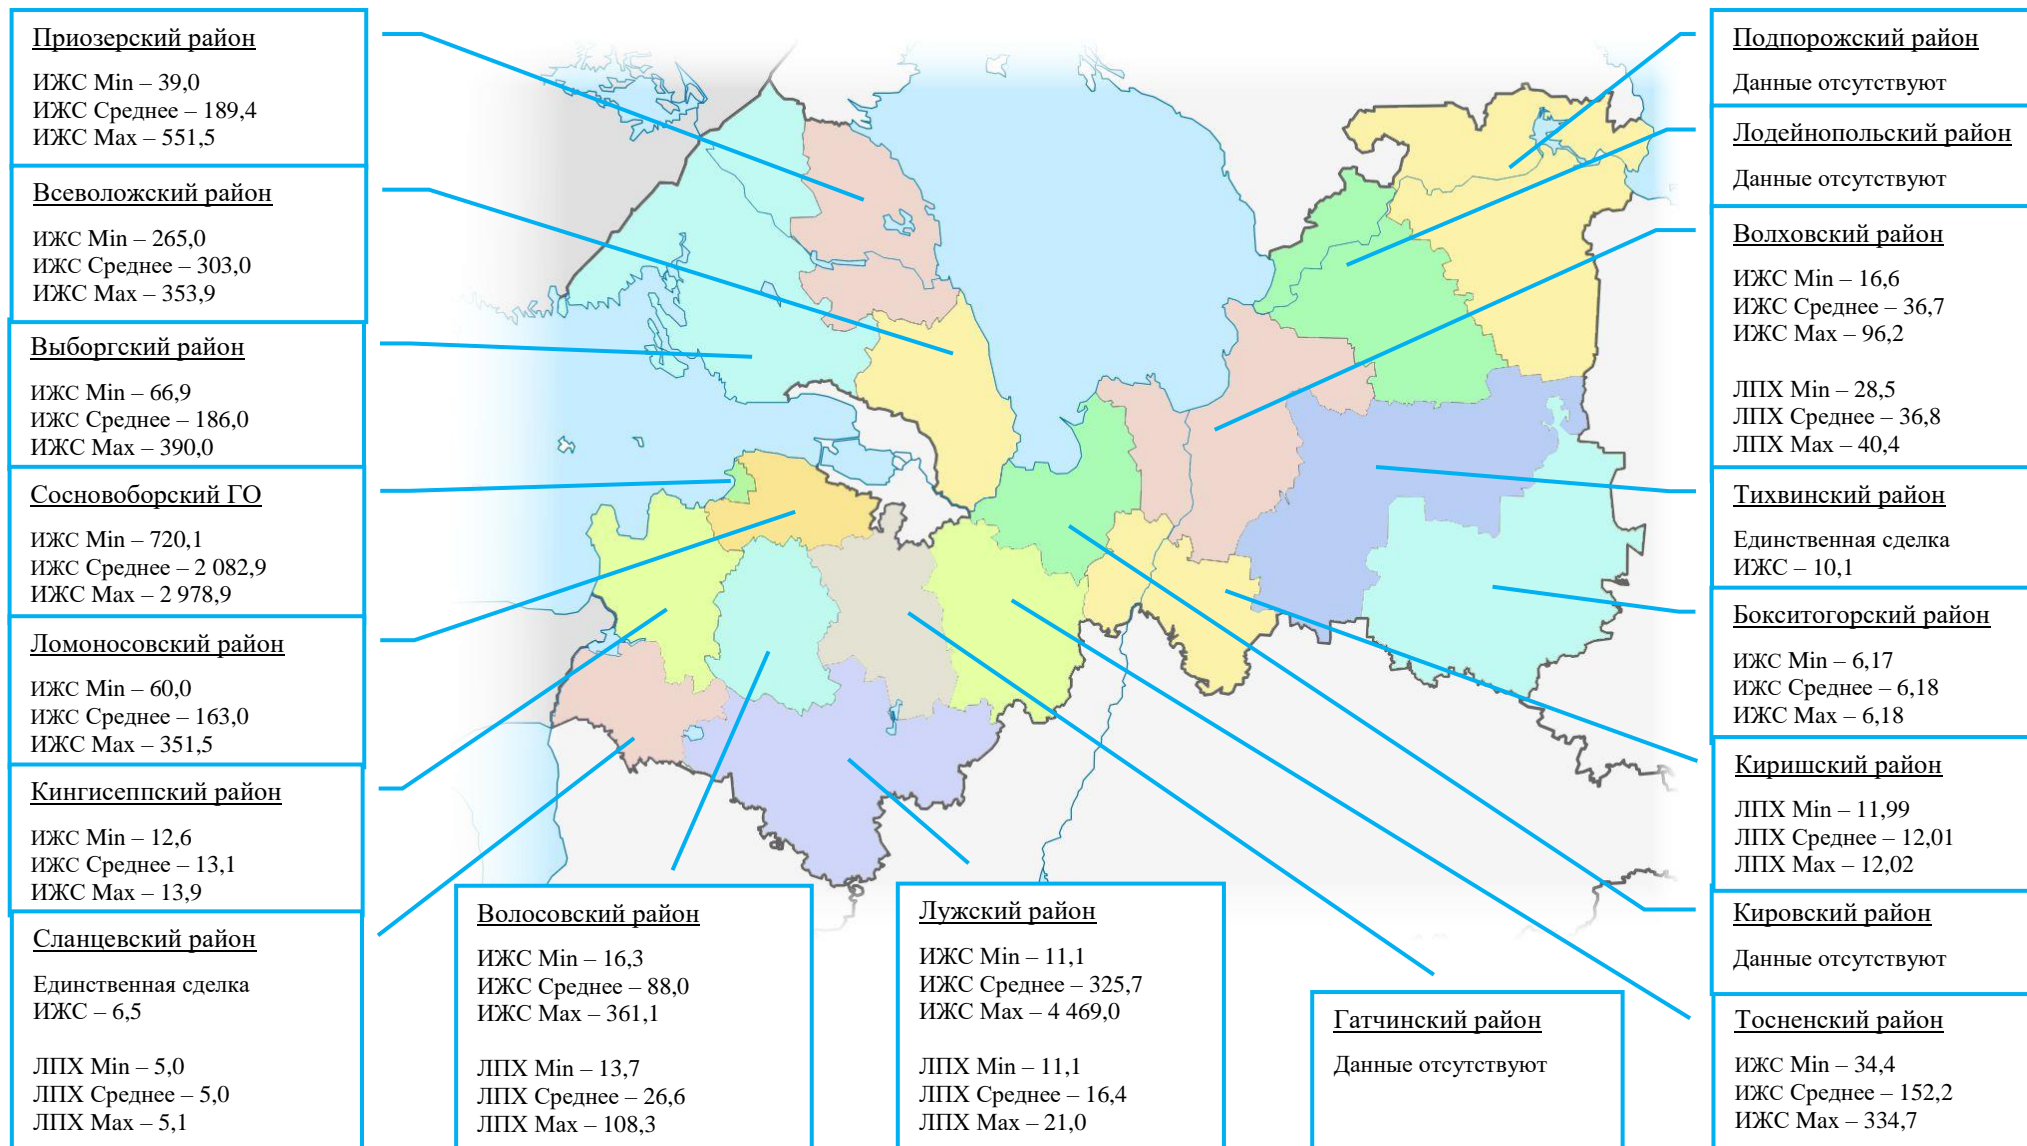 Приозерский район
ИЖС Min – 39,0
ИЖС Среднее – 189,4
ИЖС Max – 551,5
Всеволожский район
ИЖС Min – 265,0
ИЖС Среднее – 303,0
ИЖС Max – 353,9
Выборгский район
ИЖС Min – 66,9
ИЖС Среднее – 186,0
ИЖС Max – 390,0
Сосновоборский ГО
ИЖС Min – 720,1
ИЖС Среднее – 2 082,9
ИЖС Max – 2 978,9
Ломоносовский район
ИЖС Min – 60,0
ИЖС Среднее – 163,0
ИЖС Max – 351,5
Кингисеппский район
ИЖС Min – 12,6
ИЖС Среднее – 13,1
ИЖС Max – 13,9
Сланцевский район
Единственная сделка
ИЖС – 6,5
ЛПХ Min – 5,0
ЛПХ Среднее – 5,0
ЛПХ Max – 5,1
Волосовский район
ИЖС Min – 16,3
ИЖС Среднее – 88,0
ИЖС Max – 361,1
ЛПХ Min – 13,7
ЛПХ Среднее – 26,6
ЛПХ Max – 108,3
Лужский район
ИЖС Min – 11,1
ИЖС Среднее – 325,7
ИЖС Max – 4 469,0
ЛПХ Min – 11,1
ЛПХ Среднее – 16,4
ЛПХ Max – 21,0
Гатчинский район
Данные отсутствуют
Подпорожский район
Данные отсутствуют
Лодейнопольский район
Данные отсутствуют
Волховский район
ИЖС Min – 16,6
ИЖС Среднее – 36,7
ИЖС Max – 96,2
ЛПХ Min – 28,5
ЛПХ Среднее – 36,8
ЛПХ Max – 40,4
Тихвинский район
Единственная сделка
ИЖС – 10,1
Бокситогорский район
ИЖС Min – 6,17
ИЖС Среднее – 6,18
ИЖС Max – 6,18
Киришский район
ЛПХ Min – 11,99
ЛПХ Среднее – 12,01
ЛПХ Max – 12,02
Кировский район
Данные отсутствуют
Тосненский район
ИЖС Min – 34,4
ИЖС Среднее – 152,2
ИЖС Max – 334,7